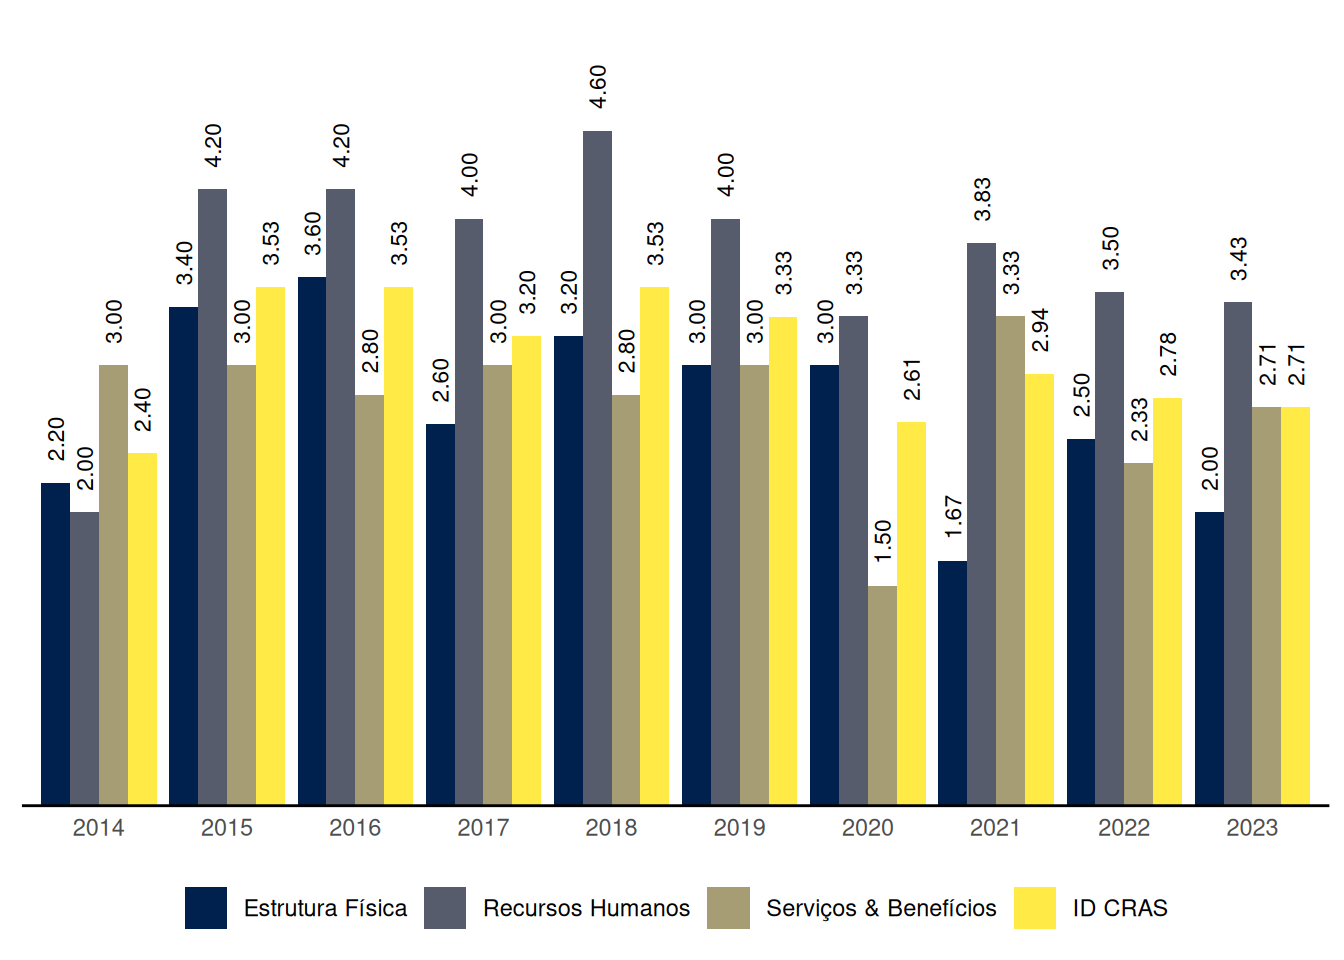 2.20 2.00 3.00 2.40
3.40 4.20 3.00 3.53
3.60 4.20 2.80 3.53
2.60 4.00 3.00 3.20
3.20 4.60 2.80 3.53
3.00 4.00 3.00 3.33
3.00 3.33 1.50 2.61
1.67 3.83 3.33 2.94
2.50 3.50 2.33 2.78
2.00 3.43 2.71 2.71
2014 2015 2016 2017 2018 2019 2020 2021 2022 2023
Estrutura Física Recursos Humanos Serviços & Benefícios ID CRAS